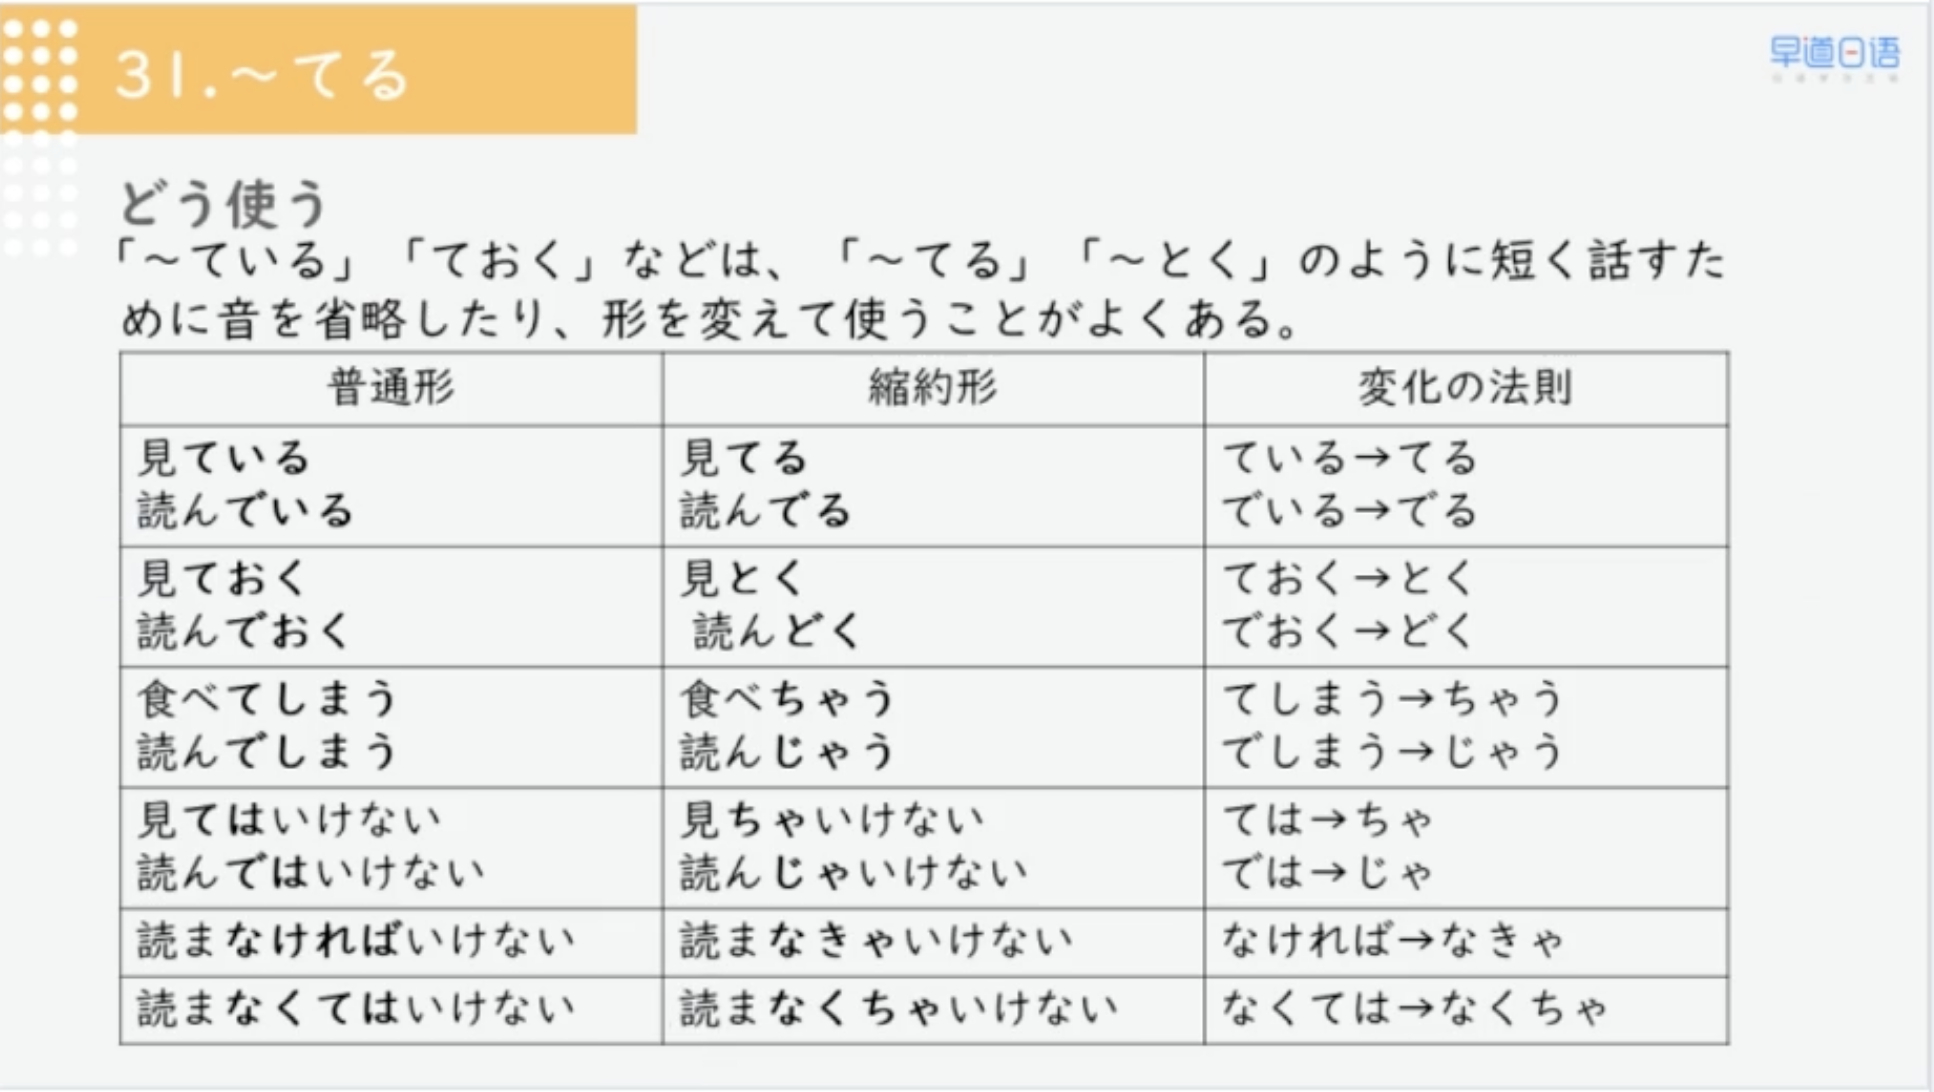 31.～てる
早道日语
どう使う
「～ている」「ておく」などは、「～てる」「～とく」のように短く話すた
めに音を省略したり、形を変えて使うことがよくある。
普通形 縮約形 変化の法則
見ている 見てる ている→てる
読んでいる 読んでる でいる→でる
見ておく 見とく ておく→とく
読んでおく 読んどく でおく→どく
食べてしまう 食べちゃう てしまう→ちゃう
読んでしまう 読んじゃう でしまう→じゃう
見てはいけない 見ちゃいけない ては→ちゃ
読んではいけない 読んじゃいけない では→じゃ
読まなければいけない 読まなきゃいけない なければ→なきゃ
読まなくてはいけない 読まなくちゃいけない なくては→なくちゃ